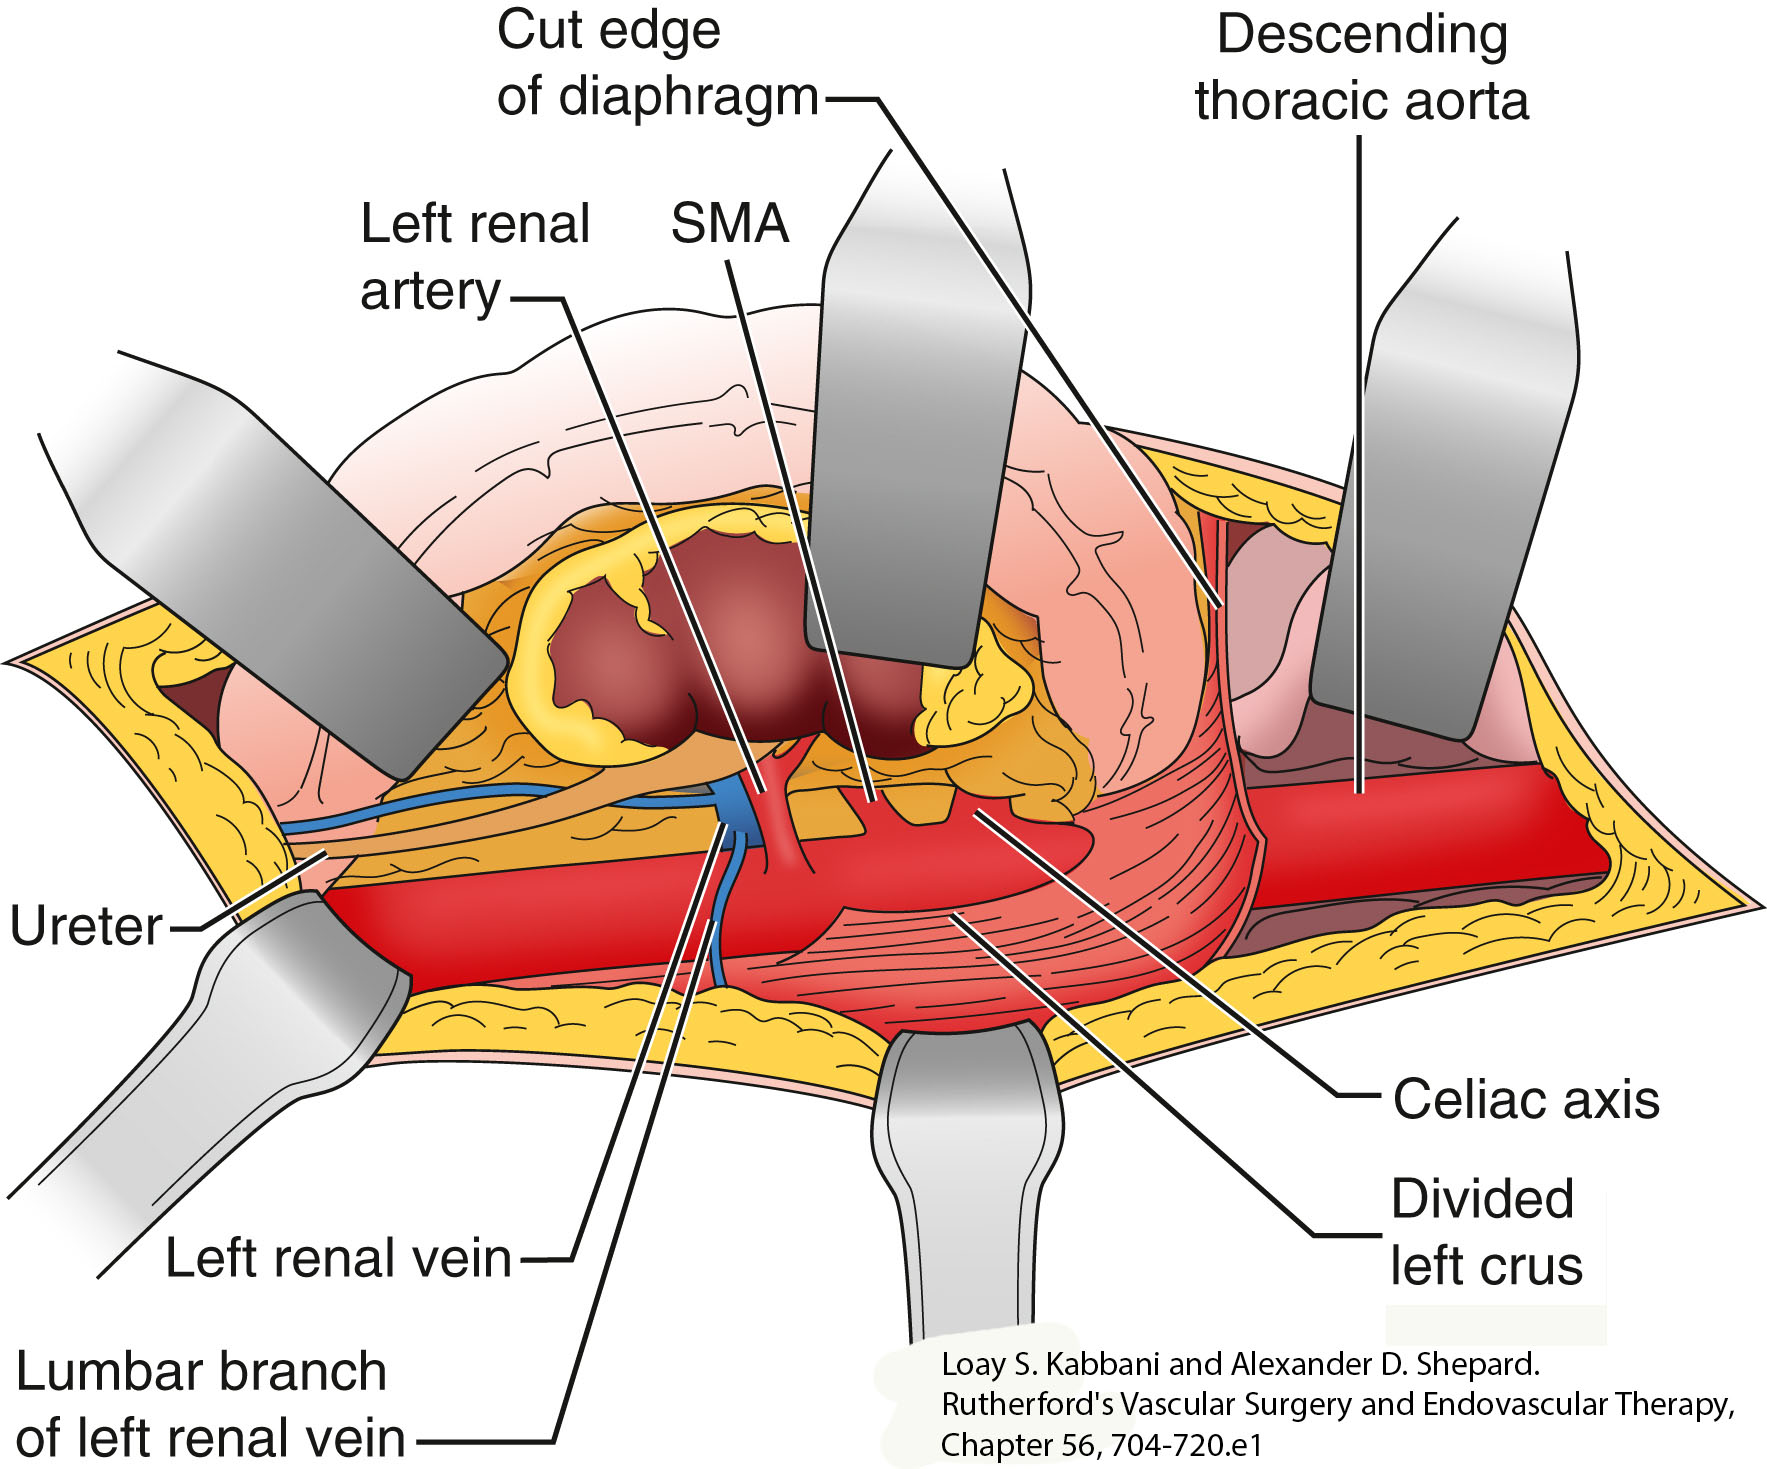 Cut edge
of diaphragm
Descending
thoracic aorta
Left renal
artery
SMA
Ureter
Celiac axis
Divided
left crus
Left renal vein
Lumbar branch
of left renal vein
Loay S. Kabbani and Alexander D. Shepard.
Rutherford's Vascular Surgery and Endovascular Therapy,
Chapter 56, 704-720.e1